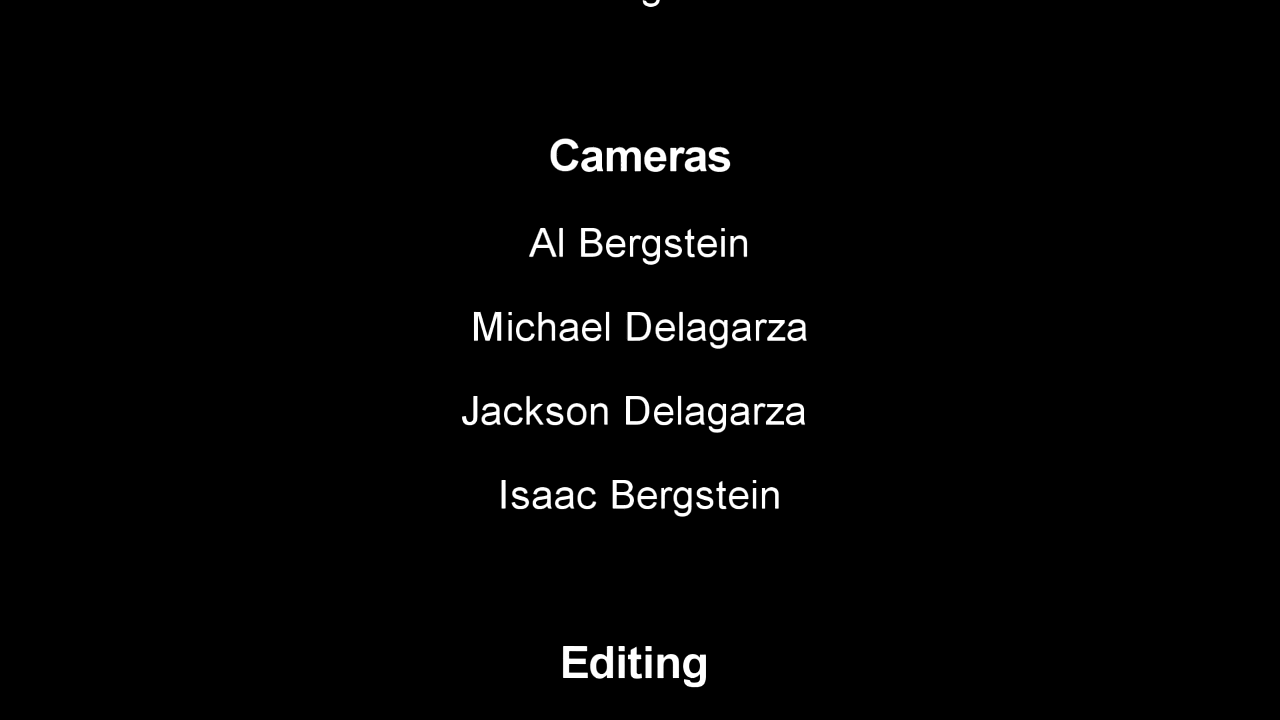 Cameras
Al Bergstein
Michael Delagarza
Jackson Delagarza
Isaac Bergstein
Editing